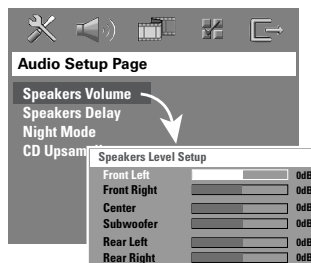 Audio Setup Page
Speakers Volume
Speakers Delay
Night Mode
CD
Speakers Level Setup
Front Left 0dB
Front Right 0dB
Center 0dB
Subwoofer 0dB
Rear Left 0dB
Rear Right 0dB